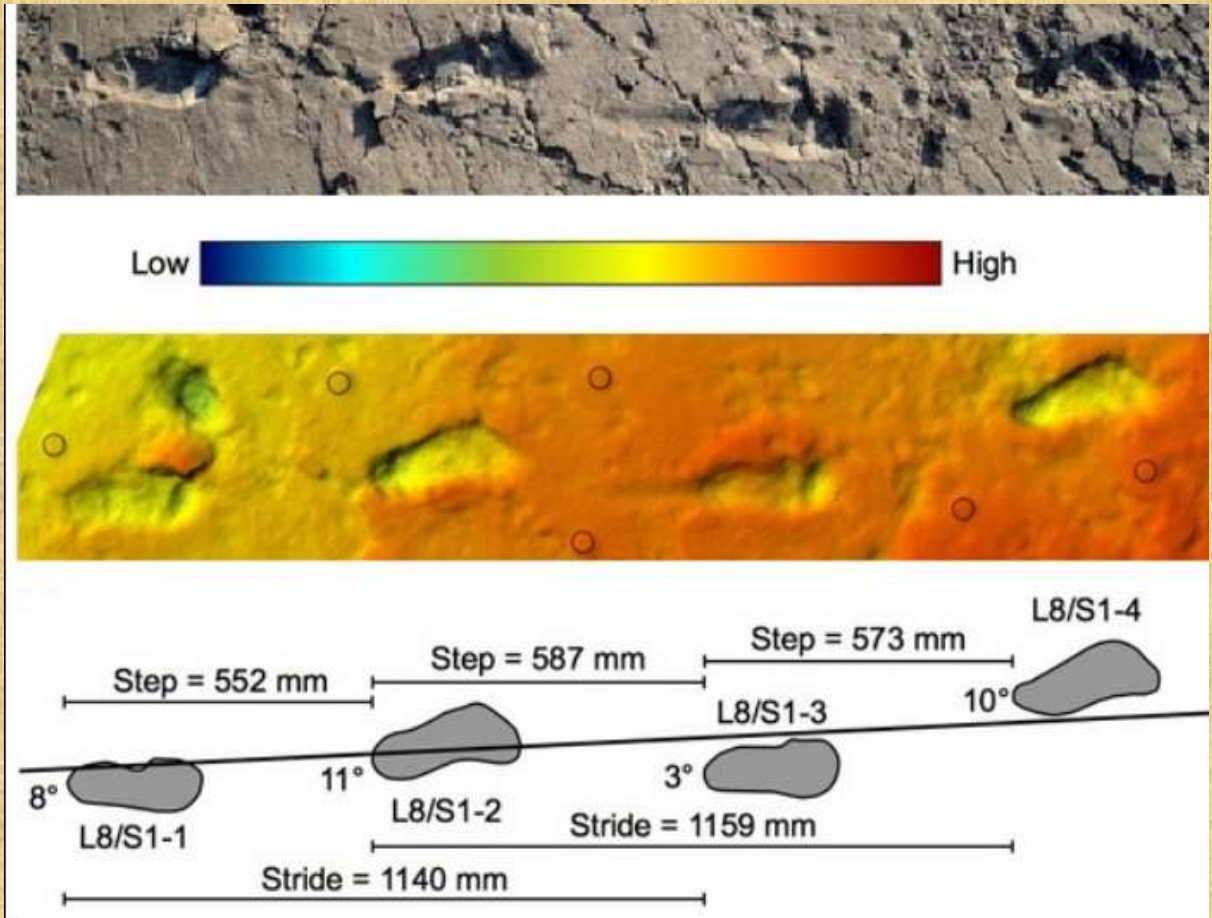 Low High
L8/S1-4
Step = 573 mm
Step = 587 mm
Step = 552 mm
10°
L8/S1-3
11°
3°
8°
L8/S1-2
L8/S1-1
Stride = 1159 mm
Stride = 1140 mm